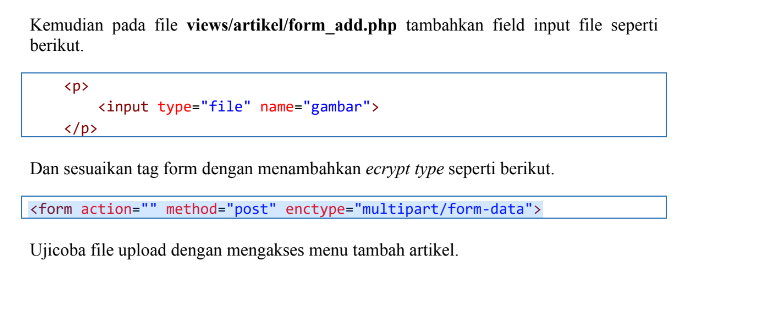 Kemudian pada file views/artikel/form_add.php tambahkan field input file seperti
berikut.
<p>
<input type="file" name="gambar">
</p>
Dan sesuaikan tag form dengan menambahkan ecrypt type seperti berikut.
<form action="" method="post" enctype="multipart/form-data">
Ujicoba file upload dengan mengakses menu tambah artikel.